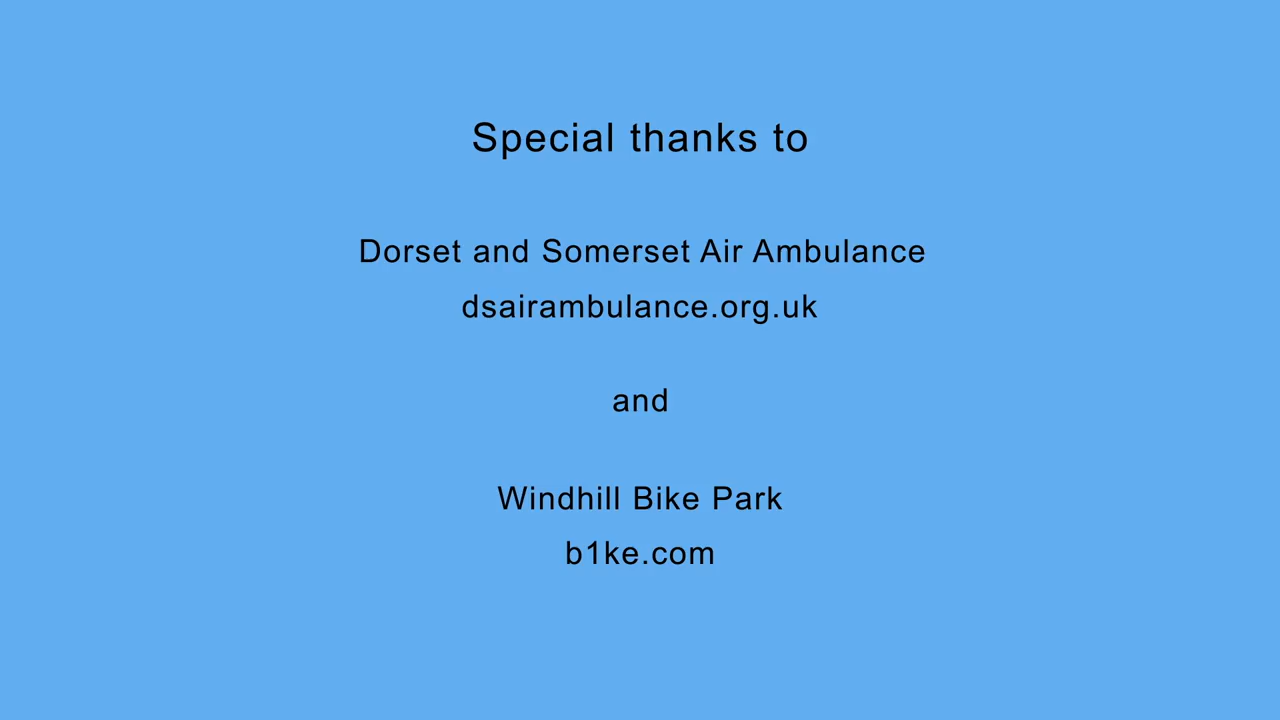 Special thanks to
Dorset and Somerset Air Ambulance
dsairambulance.org.uk
and
Windhill Bike Park
b1ke.com